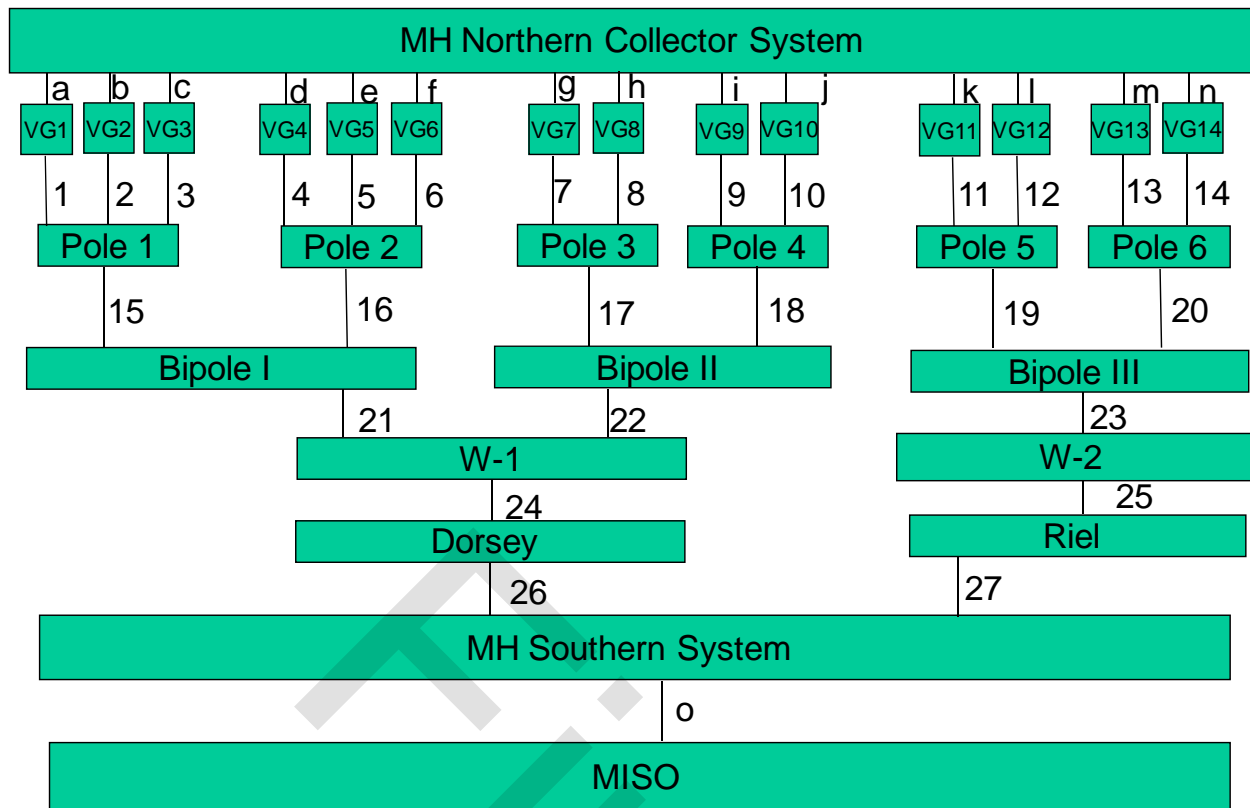 MH Northern Collector System
a b c d e f g h i j k l m n
VG1 VG2 VG3 VG4 VG5 VG6 VG7 VG8 VG9 VG10 VG11 VG12 VG13 VG14
1 2 3 4 5 6 7 8 9 10 11 12 13 14
Pole 1 Pole 2 Pole 3 Pole 4 Pole 5 Pole 6
15 16 17 18 19 20
Bipole I Bipole II Bipole III
21 22 23
W-1 W-2
24 25
Dorsey Riel
26 27
MH Southern System
o
MISO